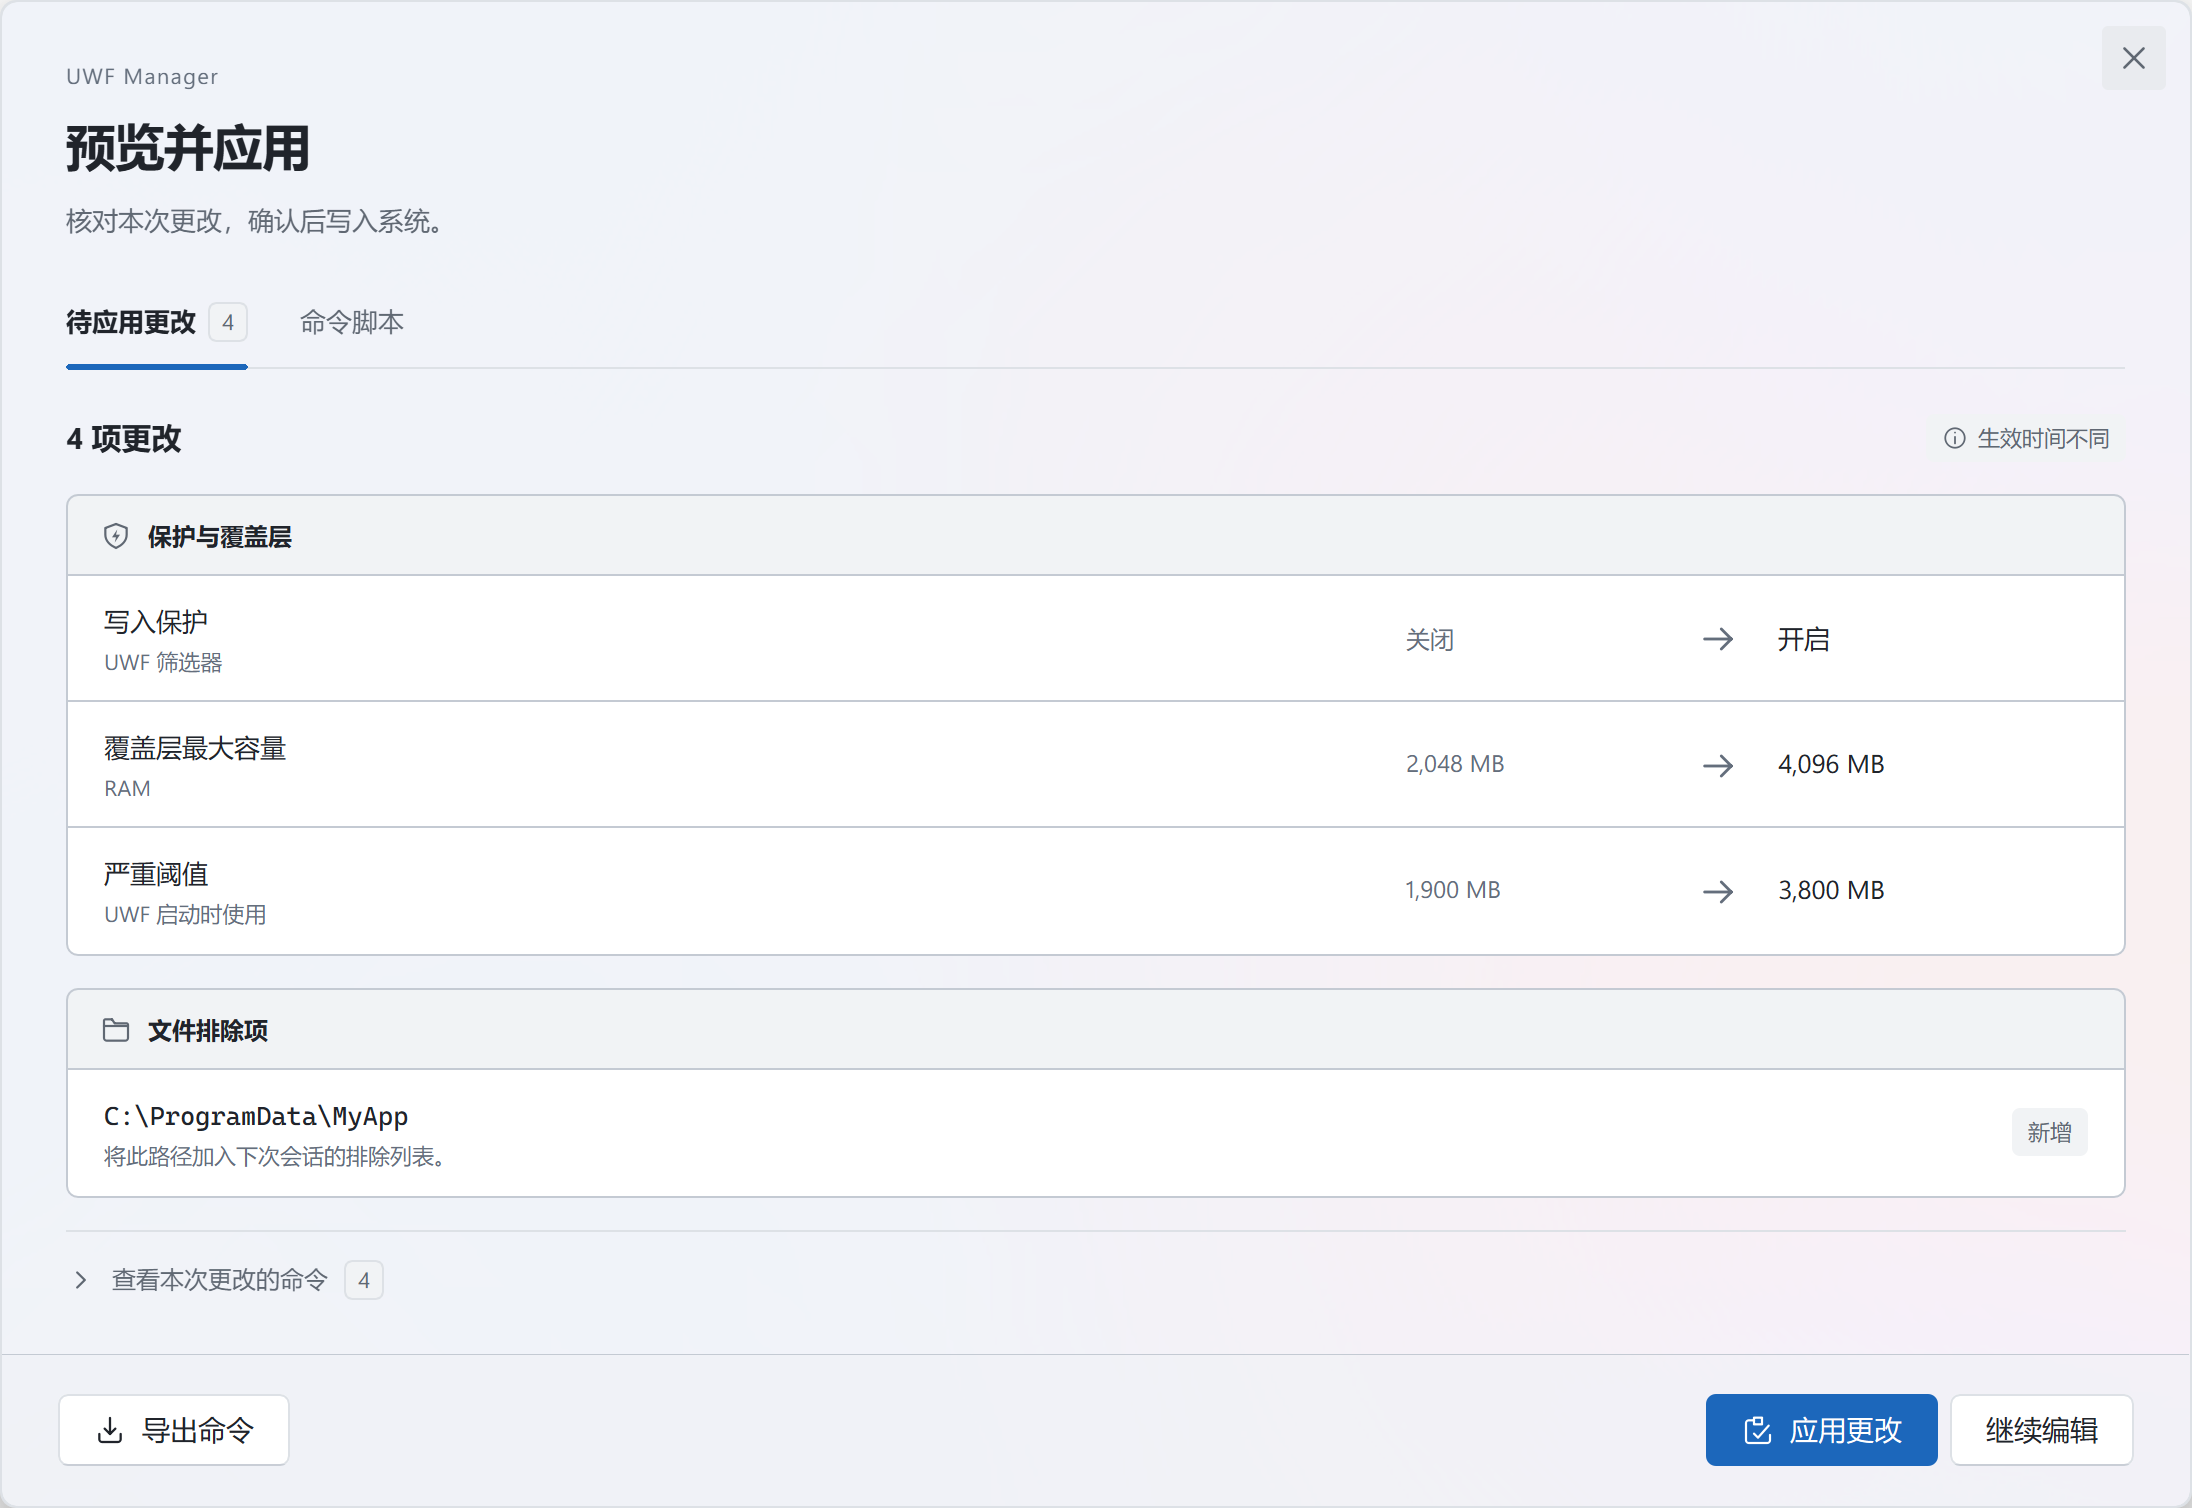 UWF Manager
预览并应用
核对本次更改，确认后写入系统。
待应用更改 4 命令脚本
4 项更改
生效时间不同
保护与覆盖层
写入保护
UWF 筛选器
关闭
开启
覆盖层最大容量
RAM
2,048 MB
4,096 MB
严重阈值
UWF 启动时使用
1,900 MB
3,800 MB
文件排除项
C:\ProgramData\MyApp
将此路径加入下次会话的排除列表。
新增
查看本次更改的命令 4
导出命令
应用更改
继续编辑